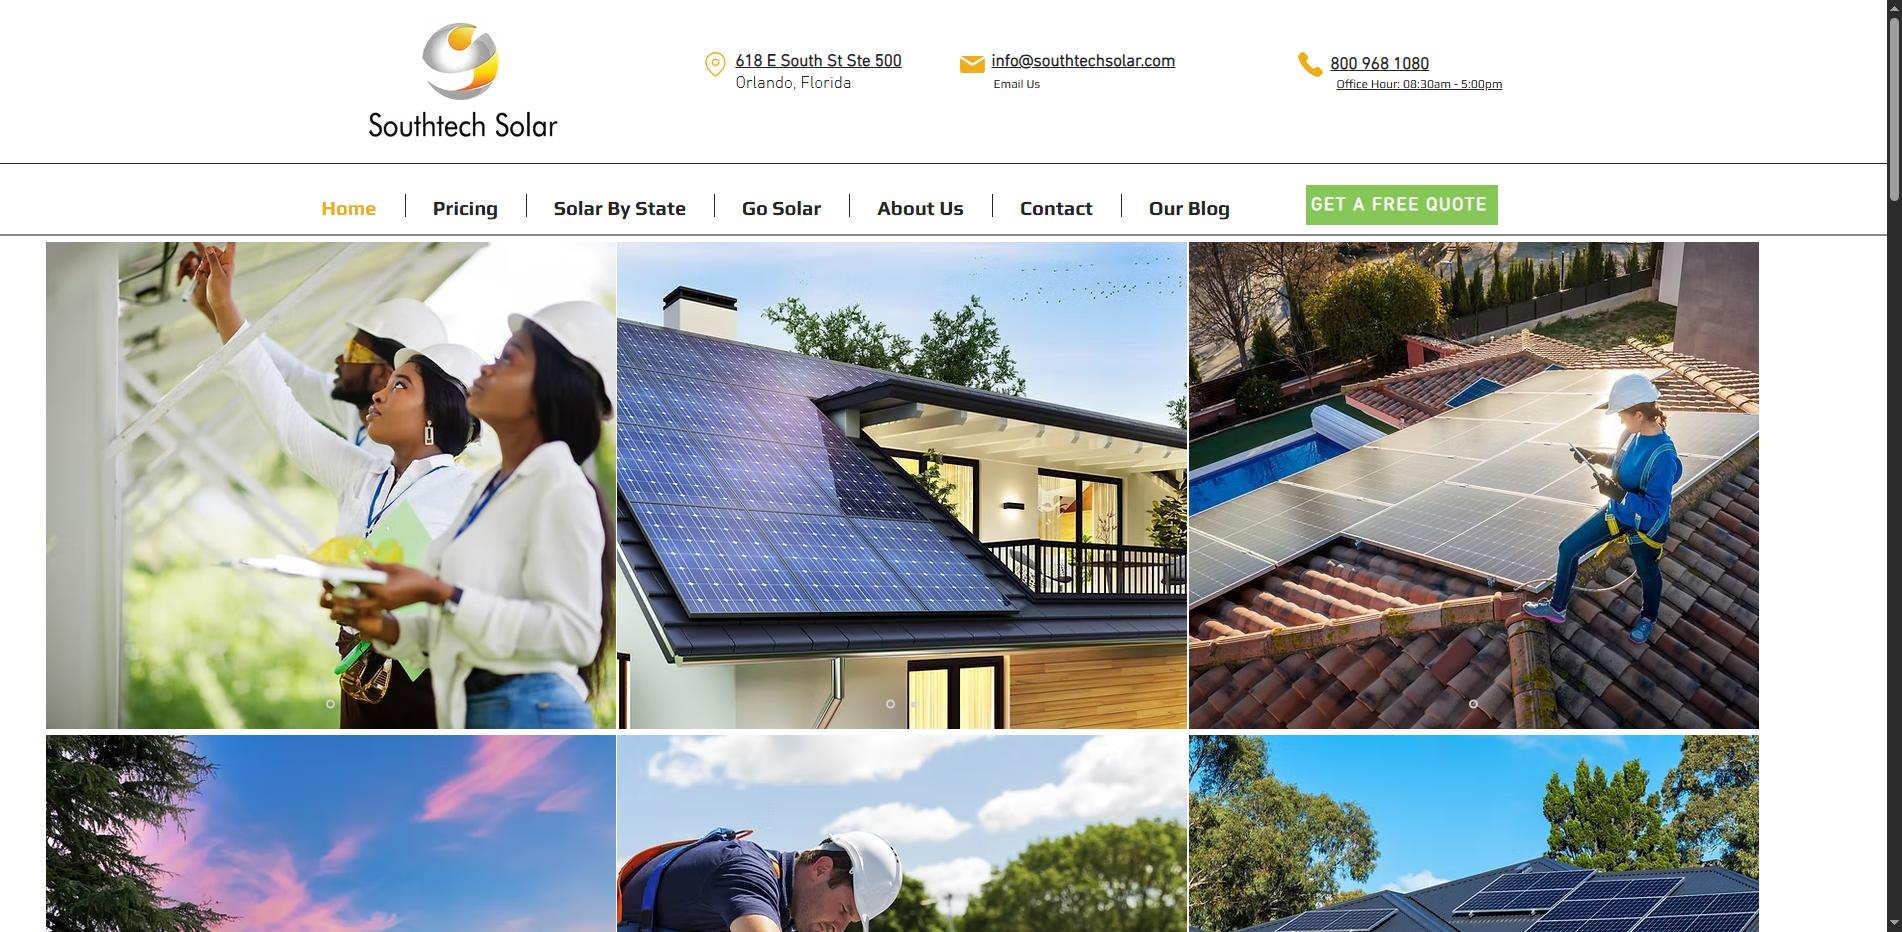 618 E South St Ste 500
Orlando, Florida
info@southtechsolar.com
Email Us
800 968 1080
Office Hour: 08:30am - 5:00pm
Southtech Solar
Home
Pricing
Solar By State
Go Solar
About Us
Contact
Our Blog
GET A FREE QUOTE